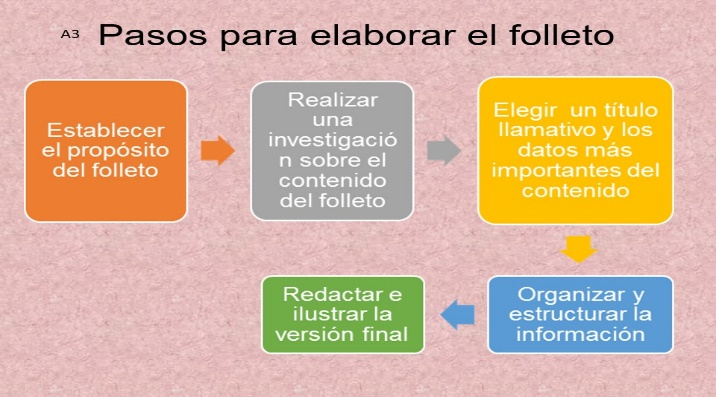 A3 Pasos para elaborar el folleto
Establecer
el propósito
del folleto
Realizar
una
investigació
n sobre el
contenido
del folleto
Elegir un título
llamativo y los
datos más
importantes del
contenido
Organizar y
estructurar la
información
Redactar e
ilustrar la
versión final